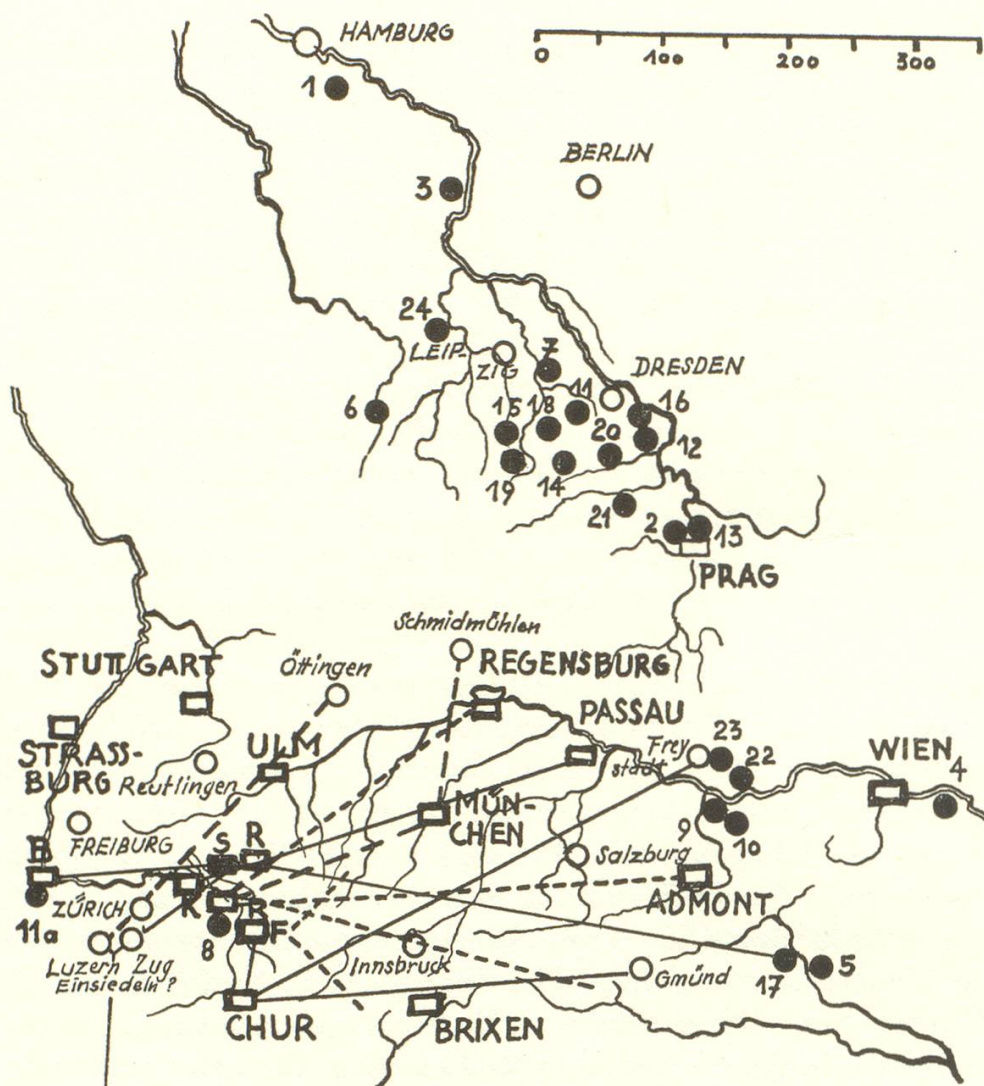 HAMBURG
0 100 200 300
1
BERLIN
3
24
LEIP-
ZIG
7
DRESDEN
6
15 18 11
16
20
12
19 14
21
2 13
PRAG
Schmidmühlen
STUTTGART
Öttingen
REGENSBURG
PASSAU
STRASS-
BURG
ULM
Frey
stadt
23
22
WIEN
4
Reutlingen
MÜN-
CHEN
FREIBURG
9
10
B
S R
Salzburg
ADMONT
ZÜRICH
K
B
11a
8
F
Luzern Zug
Einsiedeln?
Innsbruck
Gmünd
17
5
CHUR
BRIXEN